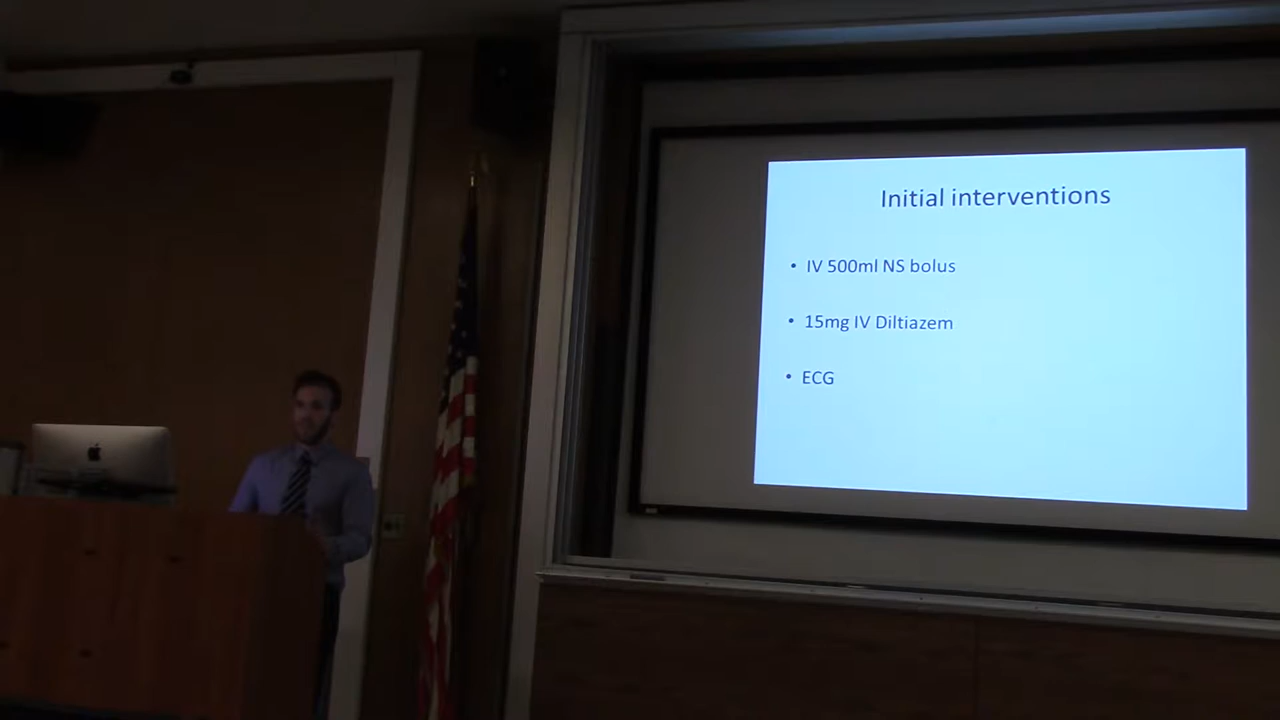 Initial interventions
• IV 500ml NS bolus
• 15mg IV Diltiazem
• ECG